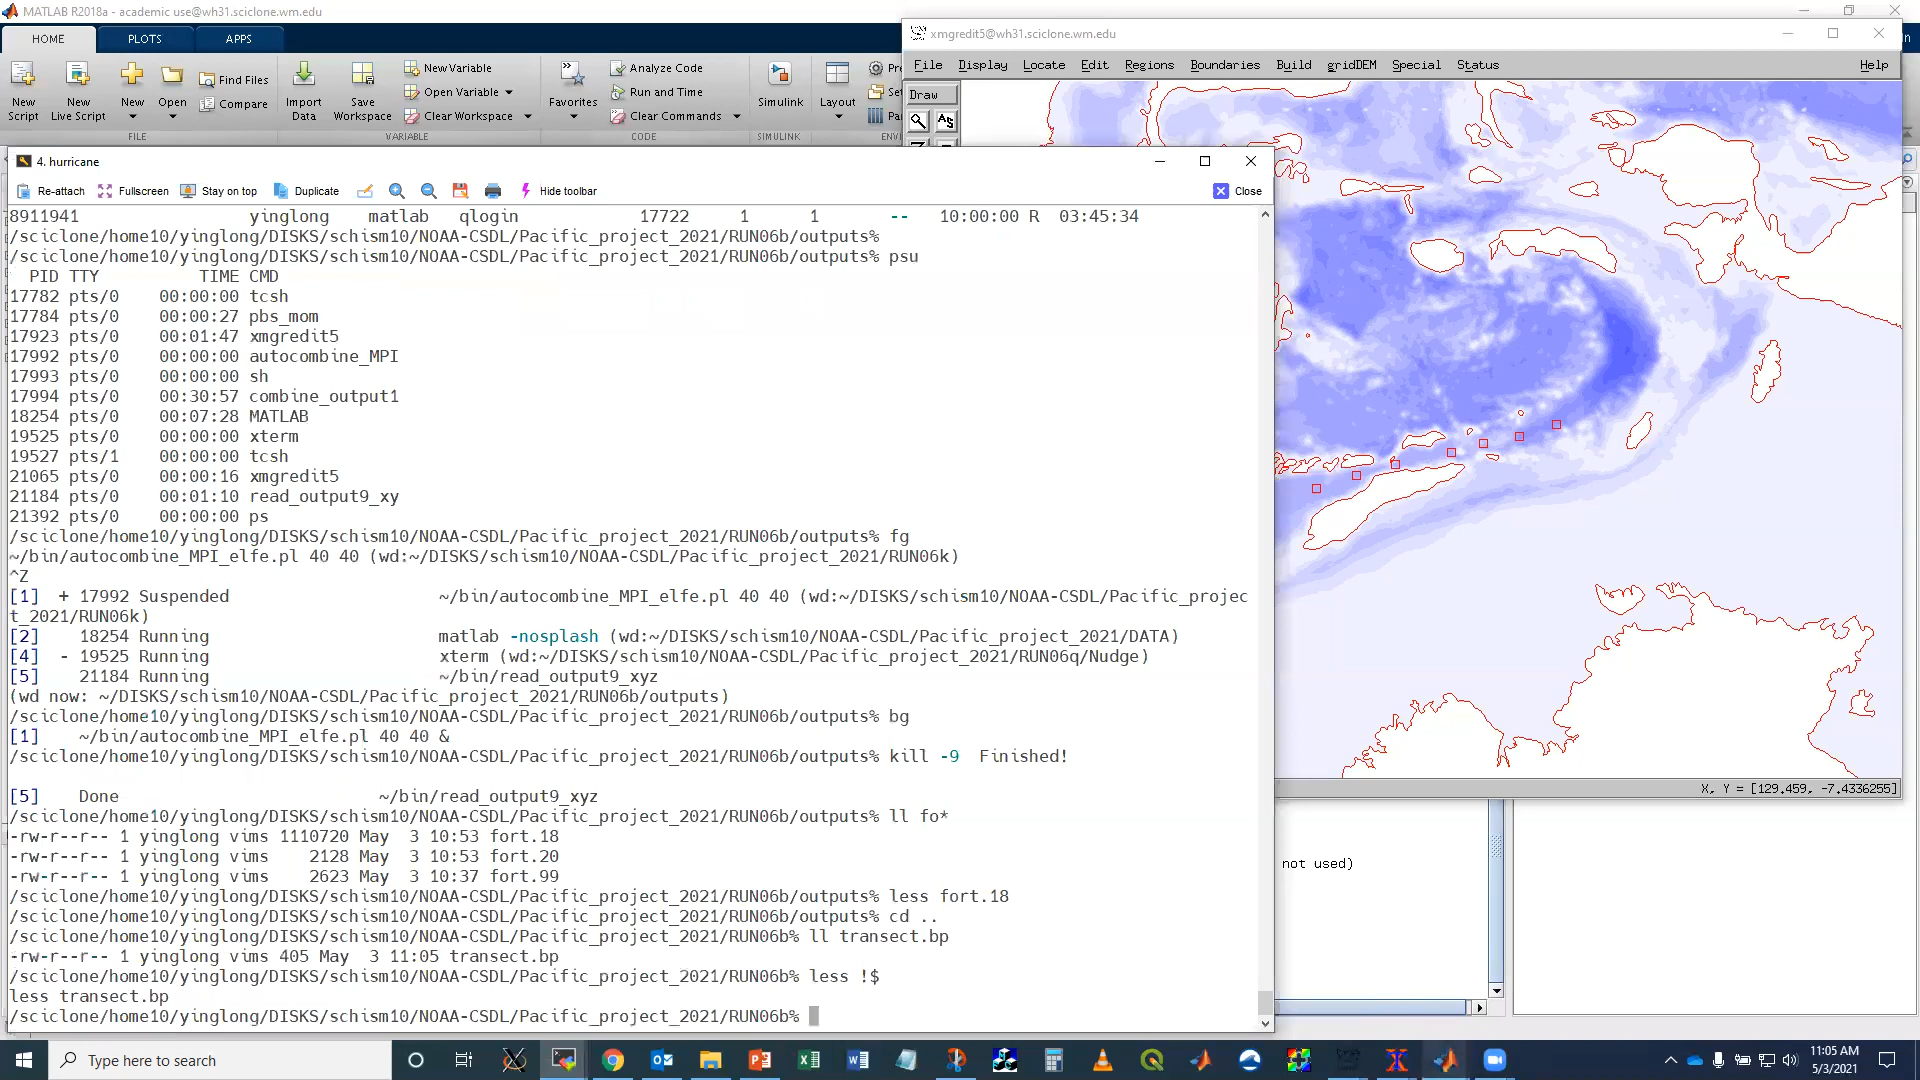 MATLAB R2018a - academic use@wh31.sciclone.wm.edu
HOME PLOTS APPS
New Script
New Live Script
New
Open
Find Files
Compare
Import Data
Save Workspace
New Variable
Open Variable
Clear Workspace
Favorites
Analyze Code
Run and Time
Clear Commands
Simulink
Layout
FILE VARIABLE CODE SIMULINK
xmgredit5@wh31.sciclone.wm.edu
File Display Locate Edit Regions Boundaries Build gridDEM Special Status Help
Draw
X, Y = [129.459, -7.4336255]
not used)
4. hurricane
Re-attach Fullscreen Stay on top Duplicate Hide toolbar Close
8911941 yinglong matlab qlogin 17722 1 1 -- 10:00:00 R 03:45:34
/sciclone/home10/yinglong/DISKS/schism10/NOAA-CSDL/Pacific_project_2021/RUN06b/outputs%
/sciclone/home10/yinglong/DISKS/schism10/NOAA-CSDL/Pacific_project_2021/RUN06b/outputs% psu
PID TTY TIME CMD
17782 pts/0 00:00:00 tcsh
17784 pts/0 00:00:27 pbs_mom
17923 pts/0 00:01:47 xmgredit5
17992 pts/0 00:00:00 autocombine_MPI
17993 pts/0 00:00:00 sh
17994 pts/0 00:30:57 combine_output1
18254 pts/0 00:07:28 MATLAB
19525 pts/0 00:00:00 xterm
19527 pts/1 00:00:00 tcsh
21065 pts/0 00:00:16 xmgredit5
21184 pts/0 00:01:10 read_output9_xy
21392 pts/0 00:00:00 ps
/sciclone/home10/yinglong/DISKS/schism10/NOAA-CSDL/Pacific_project_2021/RUN06b/outputs% fg
~/bin/autocombine_MPI_elfe.pl 40 40 (wd:~/DISKS/schism10/NOAA-CSDL/Pacific_project_2021/RUN06k)
^Z
[1] + 17992 Suspended ~/bin/autocombine_MPI_elfe.pl 40 40 (wd:~/DISKS/schism10/NOAA-CSDL/Pacific_projec
t_2021/RUN06k)
[2] 18254 Running matlab -nosplash (wd:~/DISKS/schism10/NOAA-CSDL/Pacific_project_2021/DATA)
[4] - 19525 Running xterm (wd:~/DISKS/schism10/NOAA-CSDL/Pacific_project_2021/RUN06q/Nudge)
[5] 21184 Running ~/bin/read_output9_xyz
(wd now: ~/DISKS/schism10/NOAA-CSDL/Pacific_project_2021/RUN06b/outputs)
/sciclone/home10/yinglong/DISKS/schism10/NOAA-CSDL/Pacific_project_2021/RUN06b/outputs% bg
[1] ~/bin/autocombine_MPI_elfe.pl 40 40 &
/sciclone/home10/yinglong/DISKS/schism10/NOAA-CSDL/Pacific_project_2021/RUN06b/outputs% kill -9 Finished!
[5] Done ~/bin/read_output9_xyz
/sciclone/home10/yinglong/DISKS/schism10/NOAA-CSDL/Pacific_project_2021/RUN06b/outputs% ll fo*
-rw-r--r-- 1 yinglong vims 1110720 May 3 10:53 fort.18
-rw-r--r-- 1 yinglong vims 2128 May 3 10:53 fort.20
-rw-r--r-- 1 yinglong vims 2623 May 3 10:37 fort.99
/sciclone/home10/yinglong/DISKS/schism10/NOAA-CSDL/Pacific_project_2021/RUN06b/outputs% less fort.18
/sciclone/home10/yinglong/DISKS/schism10/NOAA-CSDL/Pacific_project_2021/RUN06b/outputs% cd ..
/sciclone/home10/yinglong/DISKS/schism10/NOAA-CSDL/Pacific_project_2021/RUN06b% ll transect.bp
-rw-r--r-- 1 yinglong vims 405 May 3 11:05 transect.bp
/sciclone/home10/yinglong/DISKS/schism10/NOAA-CSDL/Pacific_project_2021/RUN06b% less !$
less transect.bp
/sciclone/home10/yinglong/DISKS/schism10/NOAA-CSDL/Pacific_project_2021/RUN06b%
Type here to search
11:05 AM
5/3/2021